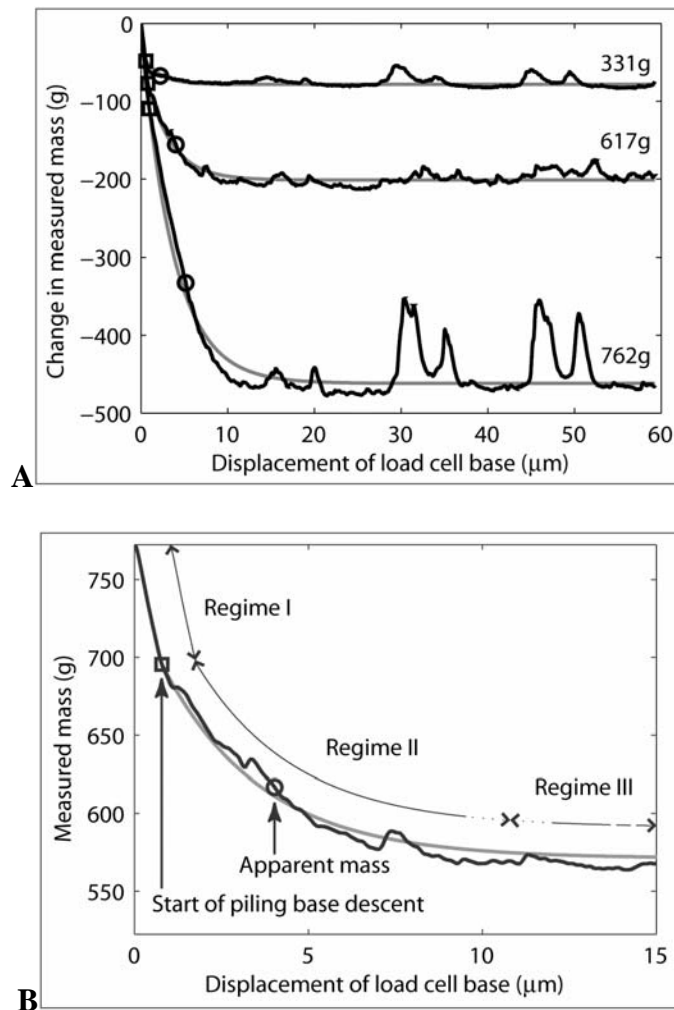 0
−100
−200
−300
−400
−500
Change in measured mass (g)
331g
617g
762g
0 10 20 30 40 50 60
Displacement of load cell base (μm)
A
750
700
650
600
550
Measured mass (g)
Regime I
Regime II
Regime III
Apparent mass
Start of piling base descent
0 5 10 15
Displacement of load cell base (μm)
B